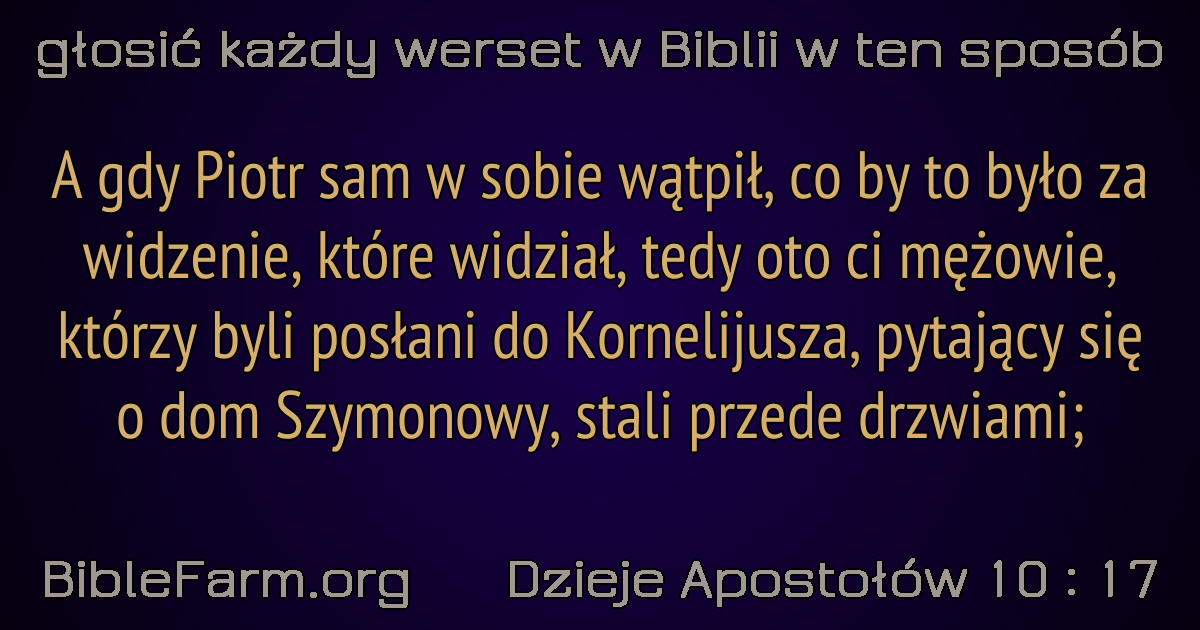 głosić każdy werset w Biblii w ten sposób
A gdy Piotr sam w sobie wątpił, co by to było za
widzenie, które widział, tedy oto ci mężowie,
którzy byli posłani do Kornelijusza, pytający się
o dom Szymonowy, stali przede drzwiami;
BibleFarm.org
Dzieje Apostołów 10 : 17